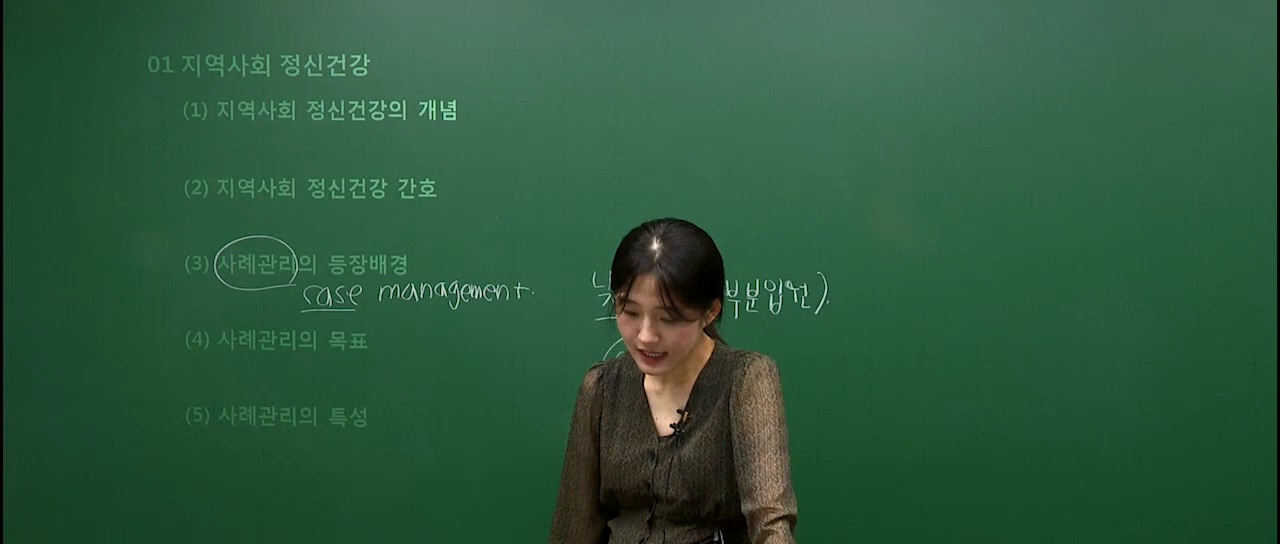 01 지역사회 정신건강
(1) 지역사회 정신건강의 개념
(2) 지역사회 정신건강 간호
(3) 사례관리의 등장배경
case management. 부분입원).
(4) 사례관리의 목표
(5) 사례관리의 특성